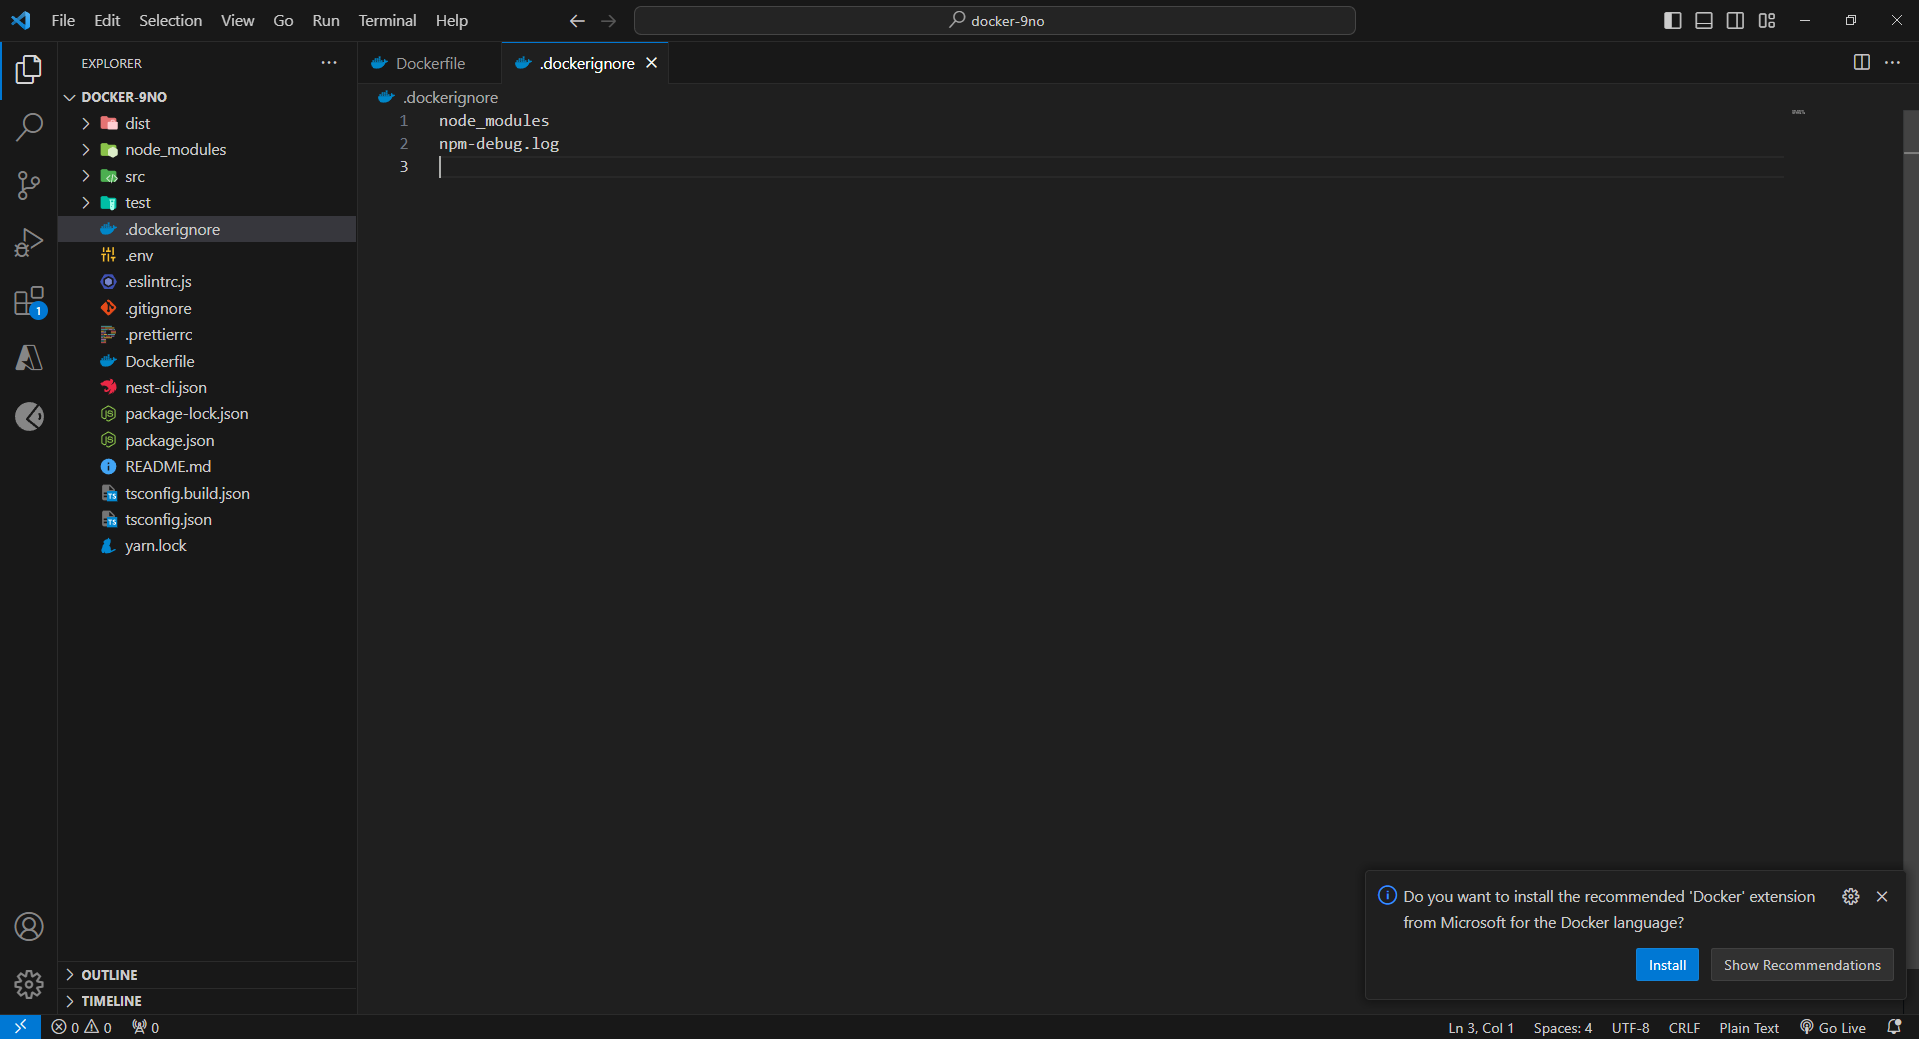 File Edit Selection View Go Run Terminal Help
docker-9no
EXPLORER
DOCKER-9NO
dist
node_modules
src
test
.dockerignore
.env
.eslintrc.js
.gitignore
.prettierrc
Dockerfile
nest-cli.json
package-lock.json
package.json
README.md
tsconfig.build.json
tsconfig.json
yarn.lock
OUTLINE
TIMELINE
1
Dockerfile
.dockerignore
.dockerignore
1 node_modules
2 npm-debug.log
3
Do you want to install the recommended 'Docker' extension
from Microsoft for the Docker language?
Install Show Recommendations
0 0 0
Ln 3, Col 1 Spaces: 4 UTF-8 CRLF Plain Text Go Live